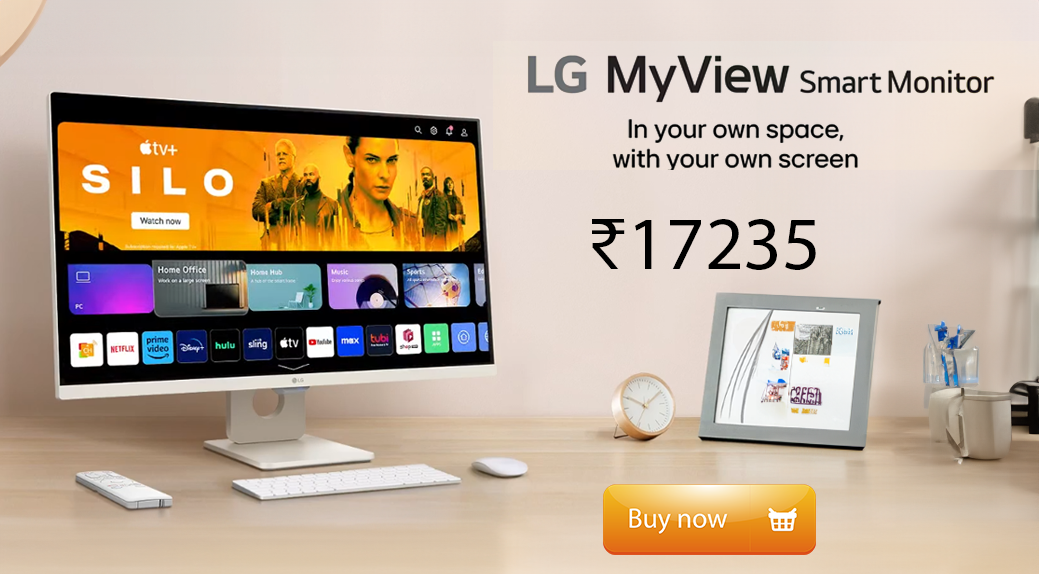 LG MyView Smart Monitor
In your own space,
with your own screen
₹17235
Buy now
tv+
SILO
Watch now
PC
Home Office
Work on a large screen
Home Hub
Music
Sports
NETFLIX
prime
video
Disney+
hulu
sling
tv
YouTube
max
tubi
LG